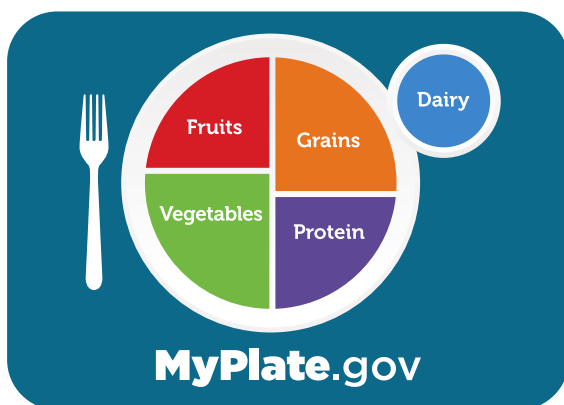 Fruits
Grains
Dairy
Vegetables
Protein
MyPlate.gov